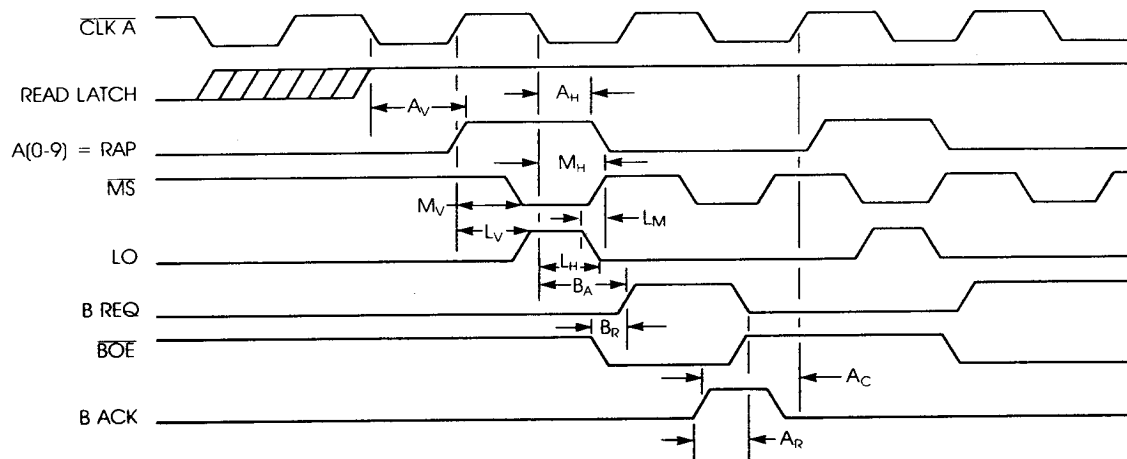 CLK A
READ LATCH
A_V
A_H
A(0-9) = RAP
M_H
MS
M_V
L_M
L_V
LO
L_H
B_A
B REQ
B_R
BOE
A_C
B ACK
A_R